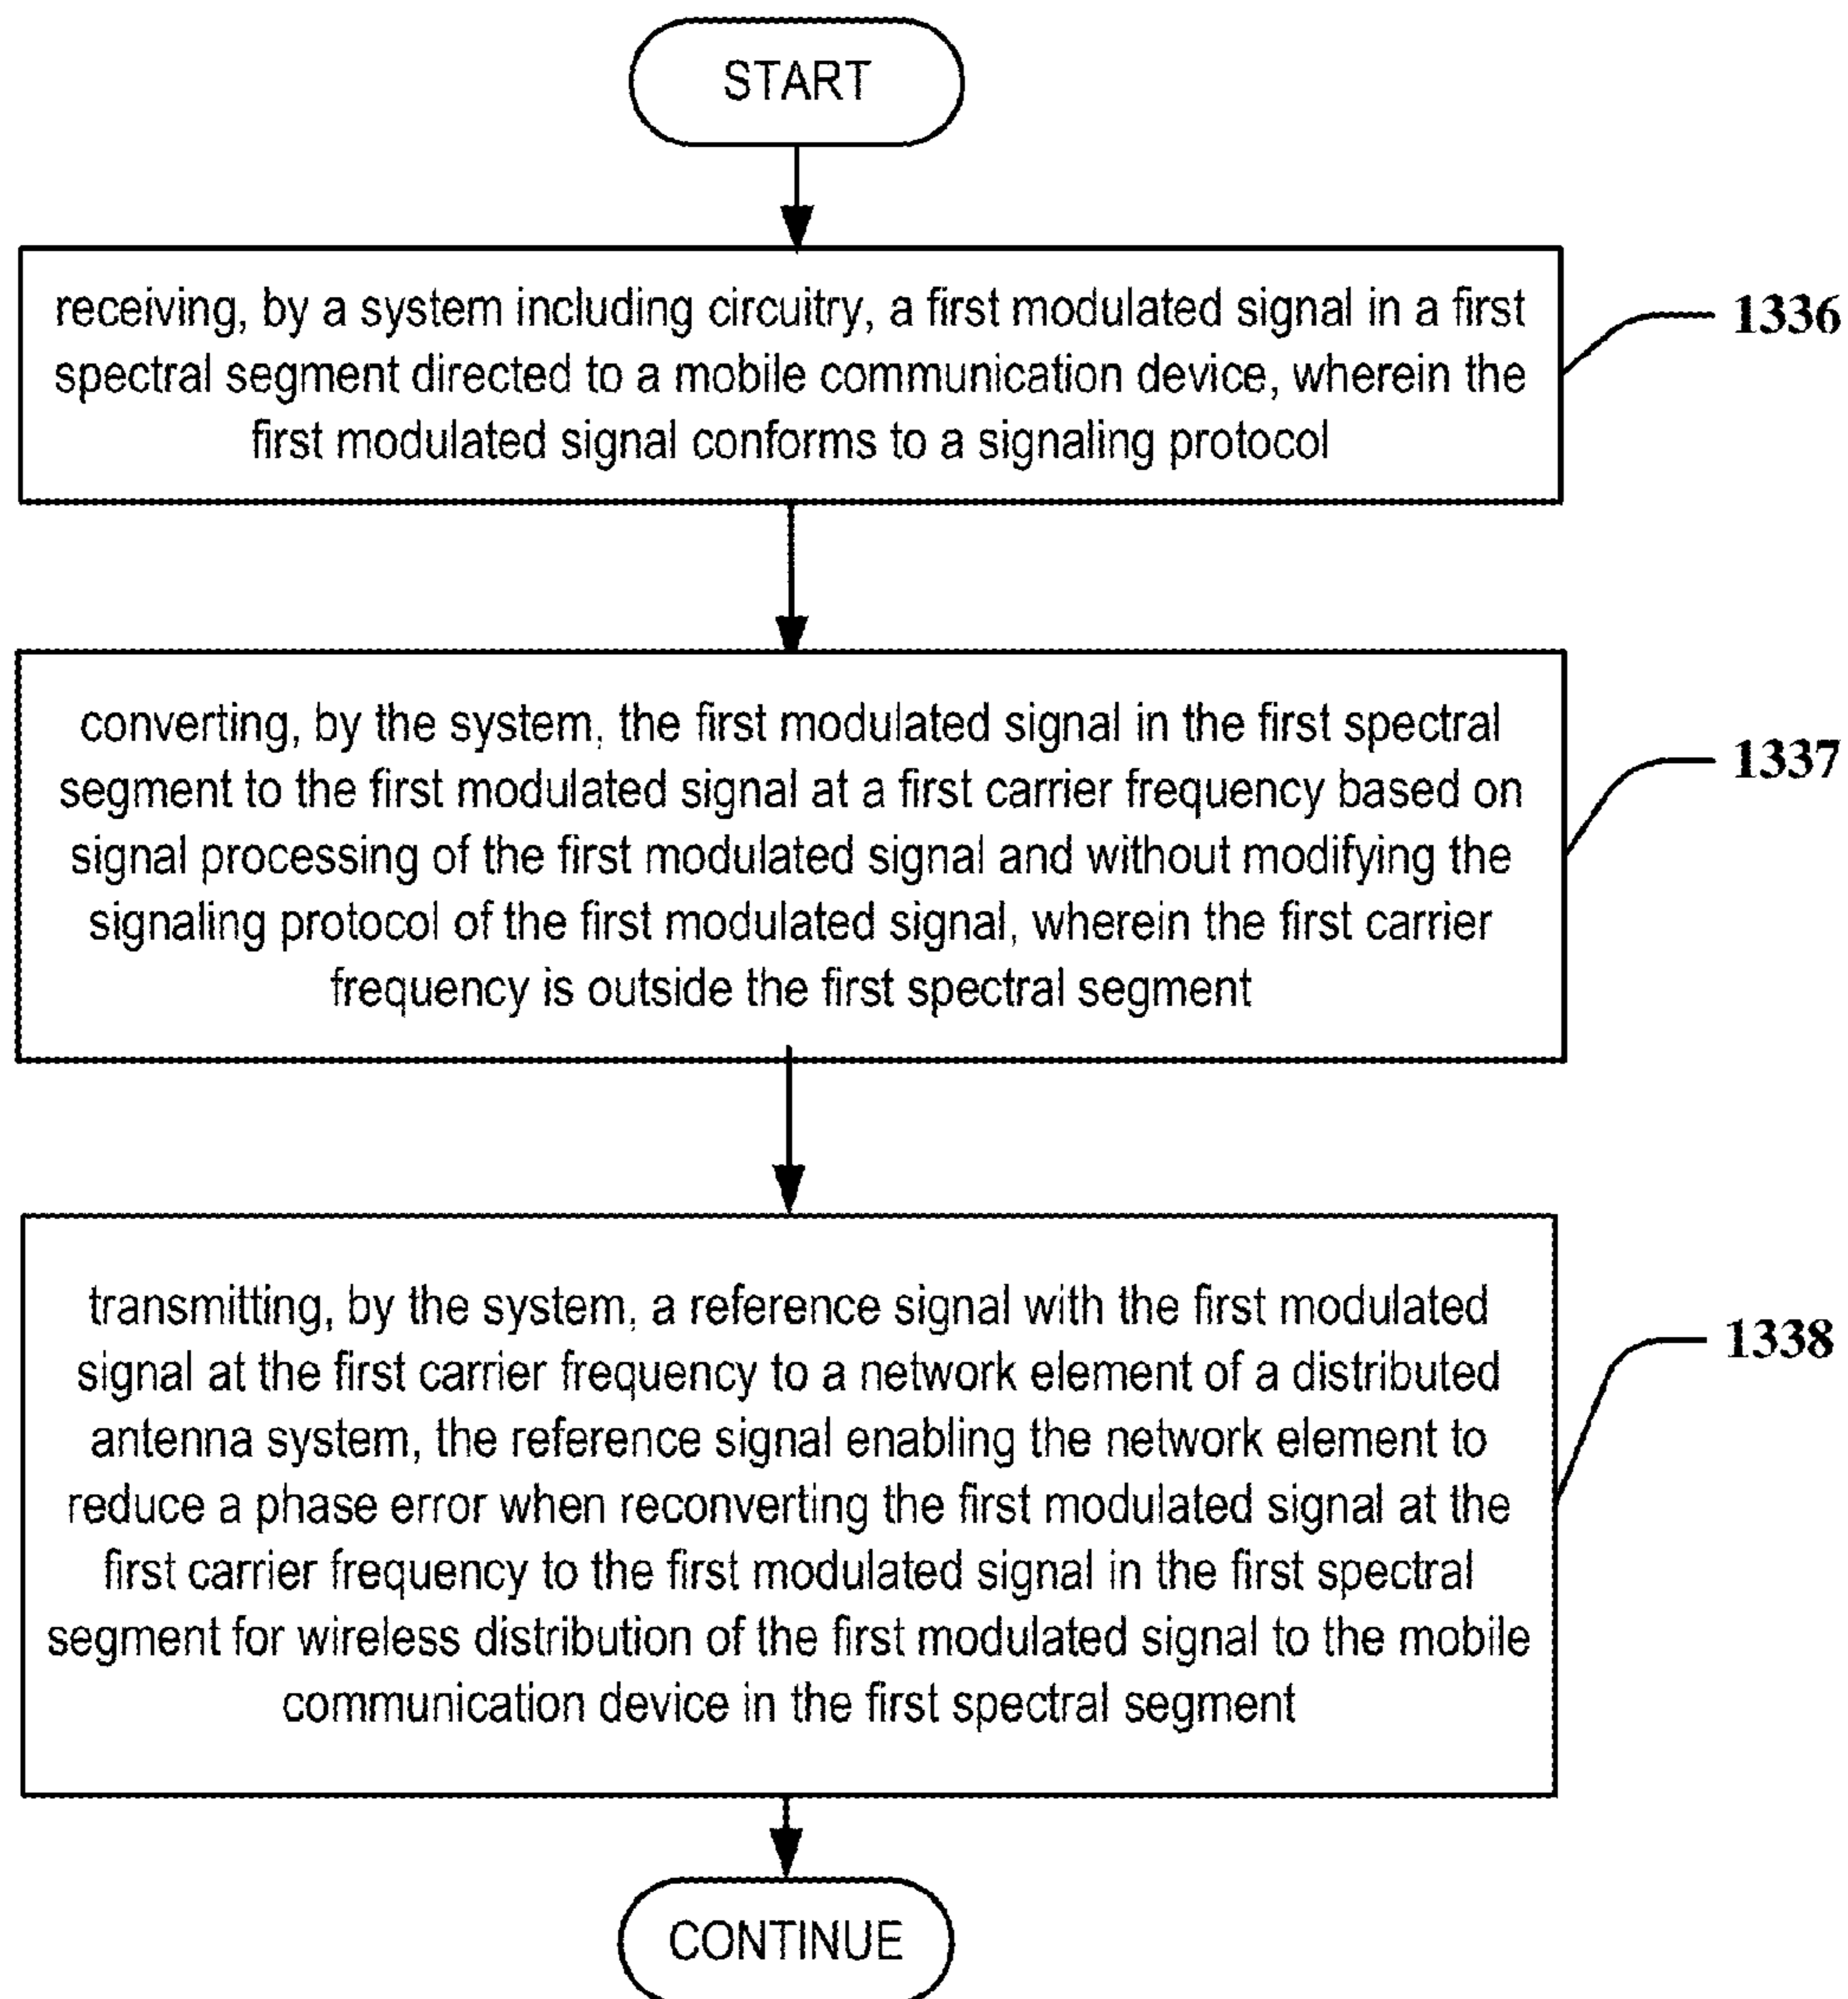 START
receiving, by a system including circuitry, a first modulated signal in a first
spectral segment directed to a mobile communication device, wherein the
first modulated signal conforms to a signaling protocol
1336
converting, by the system, the first modulated signal in the first spectral
segment to the first modulated signal at a first carrier frequency based on
signal processing of the first modulated signal and without modifying the
signaling protocol of the first modulated signal, wherein the first carrier
frequency is outside the first spectral segment
1337
transmitting, by the system, a reference signal with the first modulated
signal at the first carrier frequency to a network element of a distributed
antenna system, the reference signal enabling the network element to
reduce a phase error when reconverting the first modulated signal at the
first carrier frequency to the first modulated signal in the first spectral
segment for wireless distribution of the first modulated signal to the mobile
communication device in the first spectral segment
1338
CONTINUE